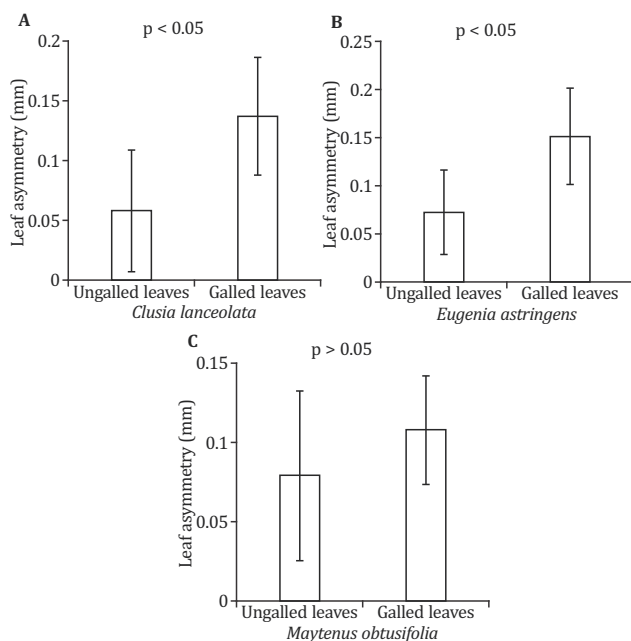 A
p < 0.05
Leaf asymmetry (mm)
0.2
0.15
0.1
0.05
0
Ungalled leaves Galled leaves
Clusia lanceolata
B
p < 0.05
Leaf asymmetry (mm)
0.25
0.2
0.15
0.1
0.05
0
Ungalled leaves Galled leaves
Eugenia astringens
C
p > 0.05
Leaf asymmetry (mm)
0.15
0.1
0.05
0
Ungalled leaves Galled leaves
Maytenus obtusifolia